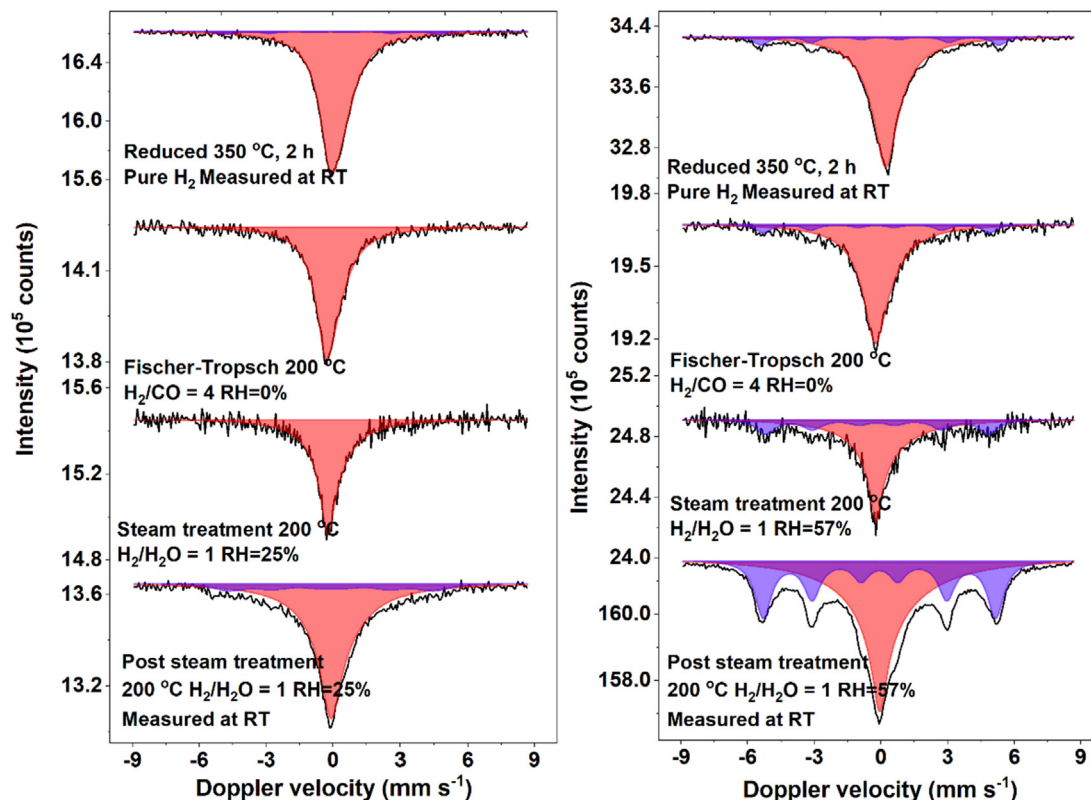 Intensity (10⁵ counts)
16.4
16.0
15.6
14.1
13.8
15.6
15.2
14.8
13.6
13.2
Reduced 350 °C, 2 h
Pure H₂ Measured at RT
Fischer-Tropsch 200 °C
H₂/CO = 4 RH=0%
Steam treatment 200 °C
H₂/H₂O = 1 RH=25%
Post steam treatment
200 °C H₂/H₂O = 1 RH=25%
Measured at RT
-9 -6 -3 0 3 6 9
Doppler velocity (mm s⁻¹)
Intensity (10⁵ counts)
34.4
33.6
32.8
19.8
19.5
19.2
25.2
24.8
24.4
24.0
160.0
158.0
Reduced 350 °C, 2 h
Pure H₂ Measured at RT
Fischer-Tropsch 200 °C
H₂/CO = 4 RH=0%
Steam treatment 200 °C
H₂/H₂O = 1 RH=57%
Post steam treatment
200 °C H₂/H₂O = 1 RH=57%
Measured at RT
-9 -6 -3 0 3 6 9
Doppler velocity (mm s⁻¹)